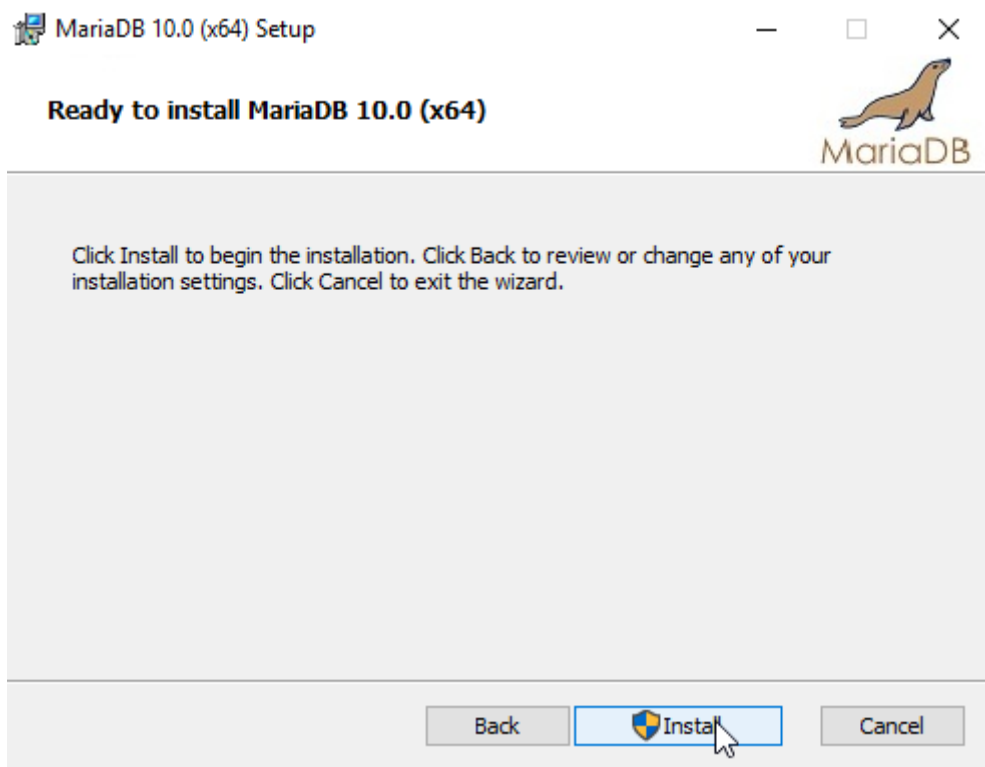 MariaDB 10.0 (x64) Setup
Ready to install MariaDB 10.0 (x64)
MariaDB
Click Install to begin the installation. Click Back to review or change any of your
installation settings. Click Cancel to exit the wizard.
Back
Install
Cancel